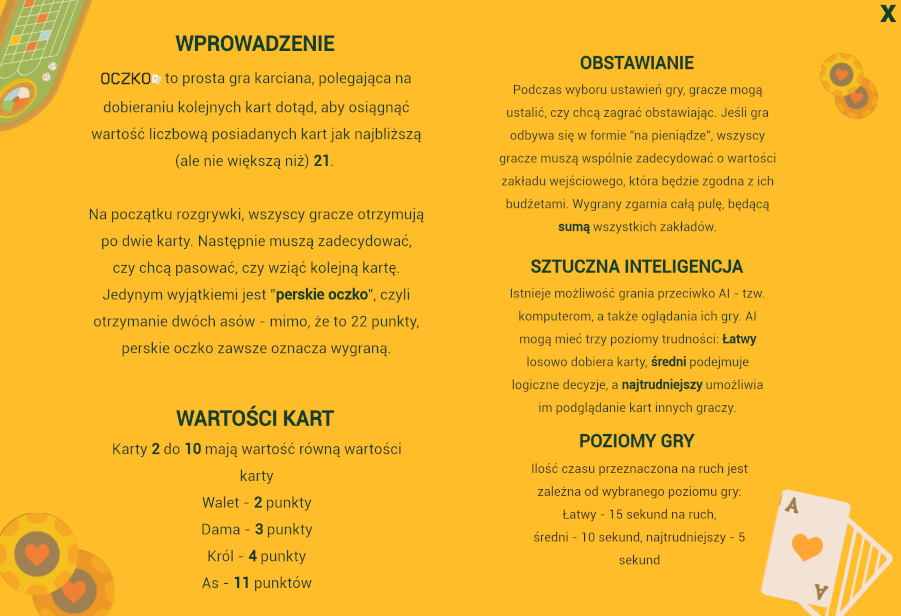 X
WPROWADZENIE
OCZKO to prosta gra karciana, polegająca na
dobieraniu kolejnych kart dotąd, aby osiągnąć
wartość liczbową posiadanych kart jak najbliższą
(ale nie większą niż) 21.
Na początku rozgrywki, wszyscy gracze otrzymują
po dwie karty. Następnie muszą zadecydować,
czy chcą pasować, czy wziąć kolejną kartę.
Jedynym wyjątkiemi jest "perskie oczko", czyli
otrzymanie dwóch asów - mimo, że to 22 punkty,
perskie oczko zawsze oznacza wygraną.
WARTOŚCI KART
Karty 2 do 10 mają wartość równą wartości
karty
Walet - 2 punkty
Dama - 3 punkty
Król - 4 punkty
As - 11 punktów
OBSTAWIANIE
Podczas wyboru ustawień gry, gracze mogą
ustalić, czy chcą zagrać obstawiając. Jeśli gra
odbywa się w formie "na pieniądze", wszyscy
gracze muszą wspólnie zadecydować o wartości
zakładu wejściowego, która będzie zgodna z ich
budżetami. Wygrany zgarnia całą pulę, będącą
sumą wszystkich zakładów.
SZTUCZNA INTELIGENCJA
Istnieje możliwość grania przeciwko AI - tzw.
komputerom, a także oglądania ich gry. AI
mogą mieć trzy poziomy trudności: Łatwy
losowo dobiera karty, średni podejmuje
logiczne decyzje, a najtrudniejszy umożliwia
im podglądanie kart innych graczy.
POZIOMY GRY
Ilość czasu przeznaczona na ruch jest
zależna od wybranego poziomu gry:
Łatwy - 15 sekund na ruch,
średni - 10 sekund, najtrudniejszy - 5
sekund
A
A